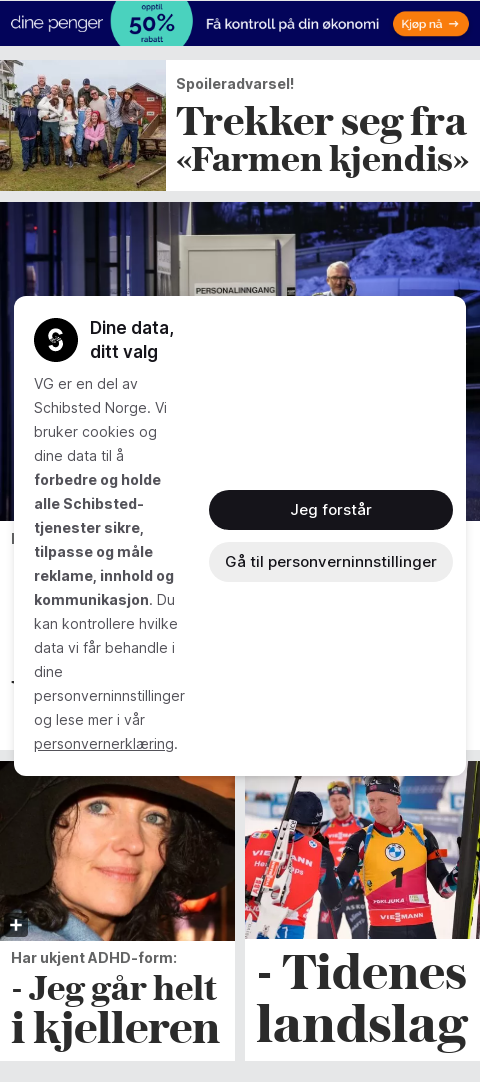 dine penger
opptil
50%
rabatt
Få kontroll på din økonomi
Kjøp nå →
Spoileradvarsel!
Trekker seg fra
«Farmen kjendis»
PERSONALINNGANG
Dine data,
ditt valg
VG er en del av
Schibsted Norge. Vi
bruker cookies og
dine data til å
forbedre og holde
alle Schibsted-
tjenester sikre,
tilpasse og måle
reklame, innhold og
kommunikasjon. Du
kan kontrollere hvilke
data vi får behandle i
dine
personverninnstillinger
og lese mer i vår
personvernerklæring.
Jeg forstår
Gå til personverninnstillinger
VIESSMANN
1
POKLJUKA
VIESSMANN
Har ukjent ADHD-form:
- Jeg går helt
i kjelleren
- Tidenes
landslag